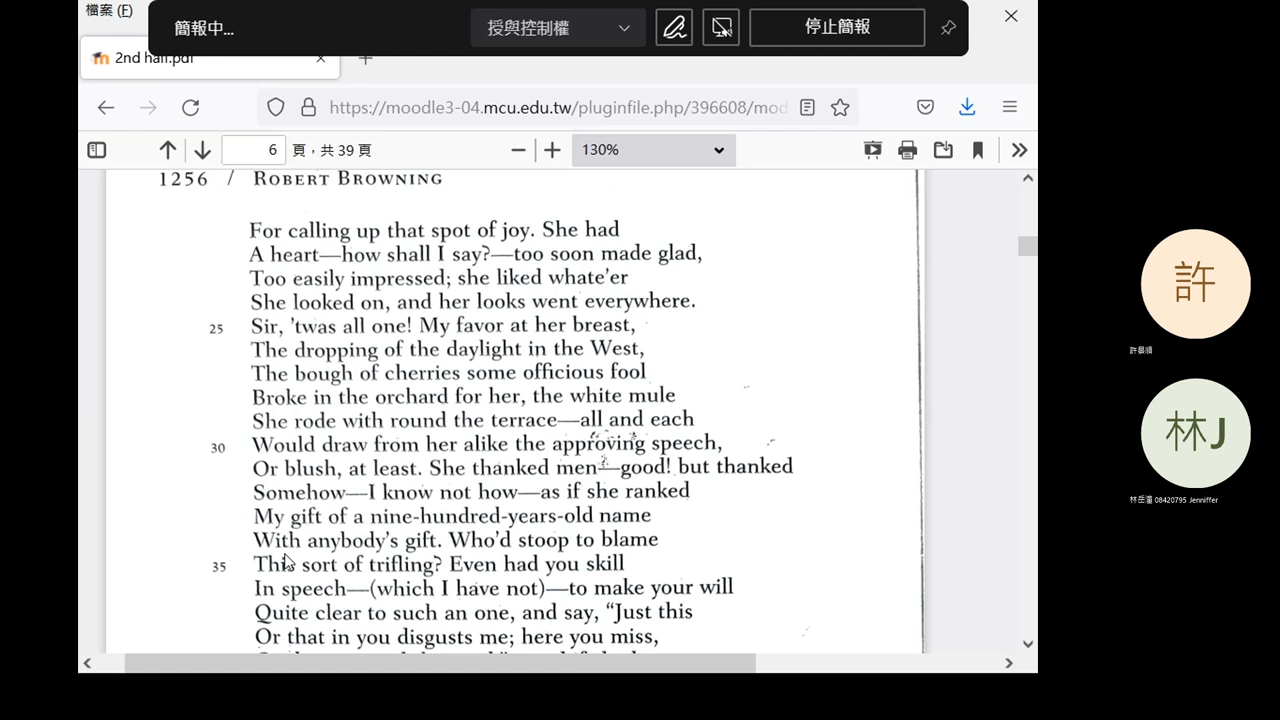 檔案 (F)
簡報中...
授與控制權
停止簡報
2nd half.pdf
https://moodle3-04.mcu.edu.tw/pluginfile.php/396608/mod
6 頁，共 39 頁
130%
1256 / ROBERT BROWNING
For calling up that spot of joy. She had
A heart—how shall I say?—too soon made glad,
Too easily impressed; she liked whate'er
She looked on, and her looks went everywhere.
25 Sir, 'twas all one! My favor at her breast,
The dropping of the daylight in the West,
The bough of cherries some officious fool
Broke in the orchard for her, the white mule
She rode with round the terrace—all and each
30 Would draw from her alike the approving speech,
Or blush, at least. She thanked men—good! but thanked
Somehow—I know not how—as if she ranked
My gift of a nine-hundred-years-old name
With anybody's gift. Who'd stoop to blame
35 This sort of trifling? Even had you skill
In speech—(which I have not)—to make your will
Quite clear to such an one, and say, “Just this
Or that in you disgusts me; here you miss,
許
許景順
林J
08420795 Jenniffer